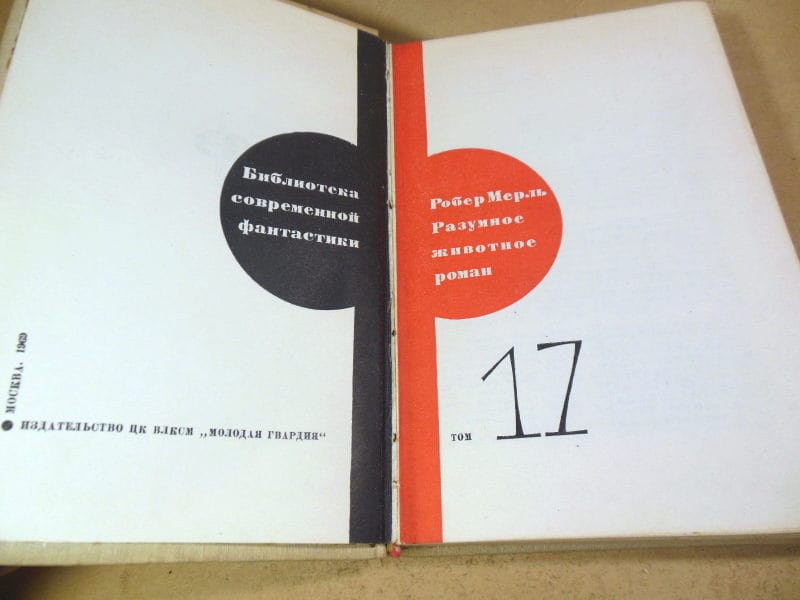 Библиотека
современной
фантастики
МОСКВА. 1969
ИЗДАТЕЛЬСТВО ЦК ВЛКСМ „МОЛОДАЯ ГВАРДИЯ“
Робер Мерль
Разумное
животное
роман
том 17